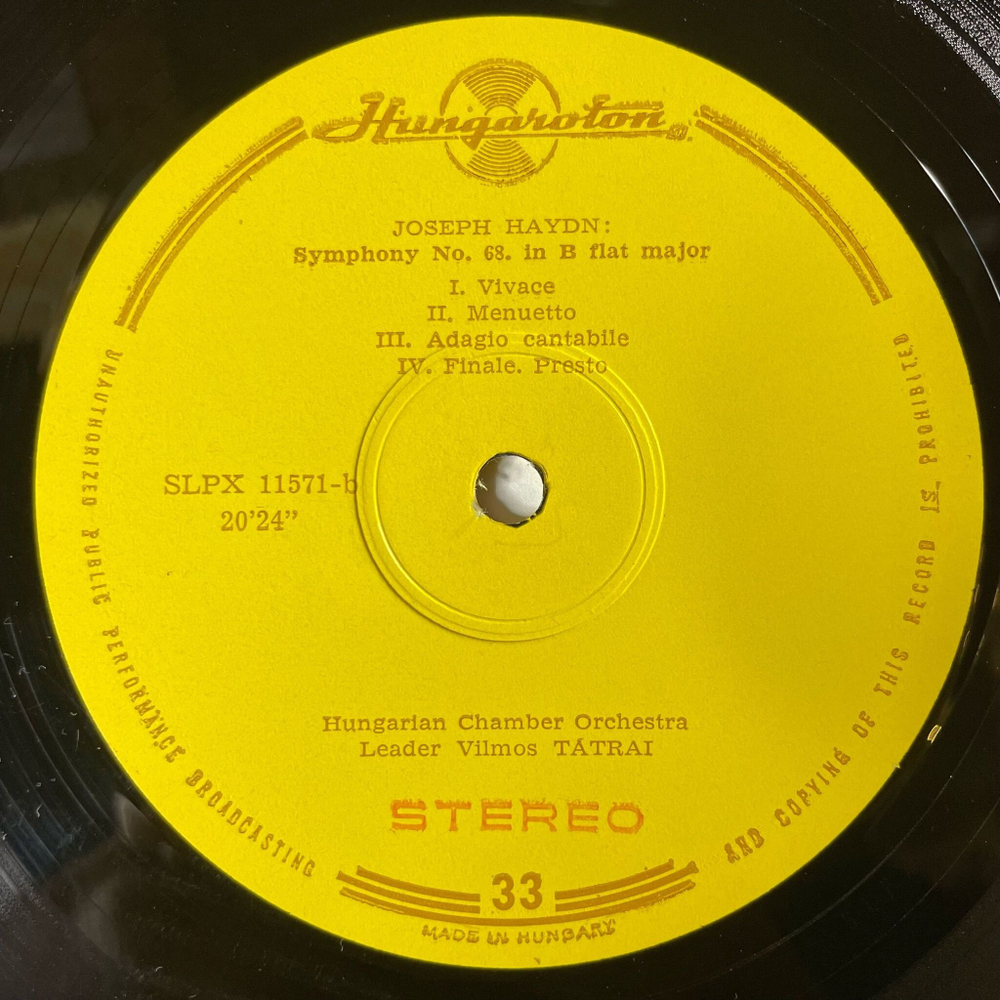 Hungaroton
JOSEPH HAYDN:
Symphony No. 68. in B flat major
I. Vivace
II. Menuetto
III. Adagio cantabile
IV. Finale. Presto
SLPX 11571-b
20’24”
Hungarian Chamber Orchestra
Leader Vilmos TÁTRAI
STEREO
33
MADE IN HUNGARY
UNAUTHORIZED PUBLIC PERFORMANCE BROADCASTING AND COPYING OF THIS RECORD IS PROHIBITED